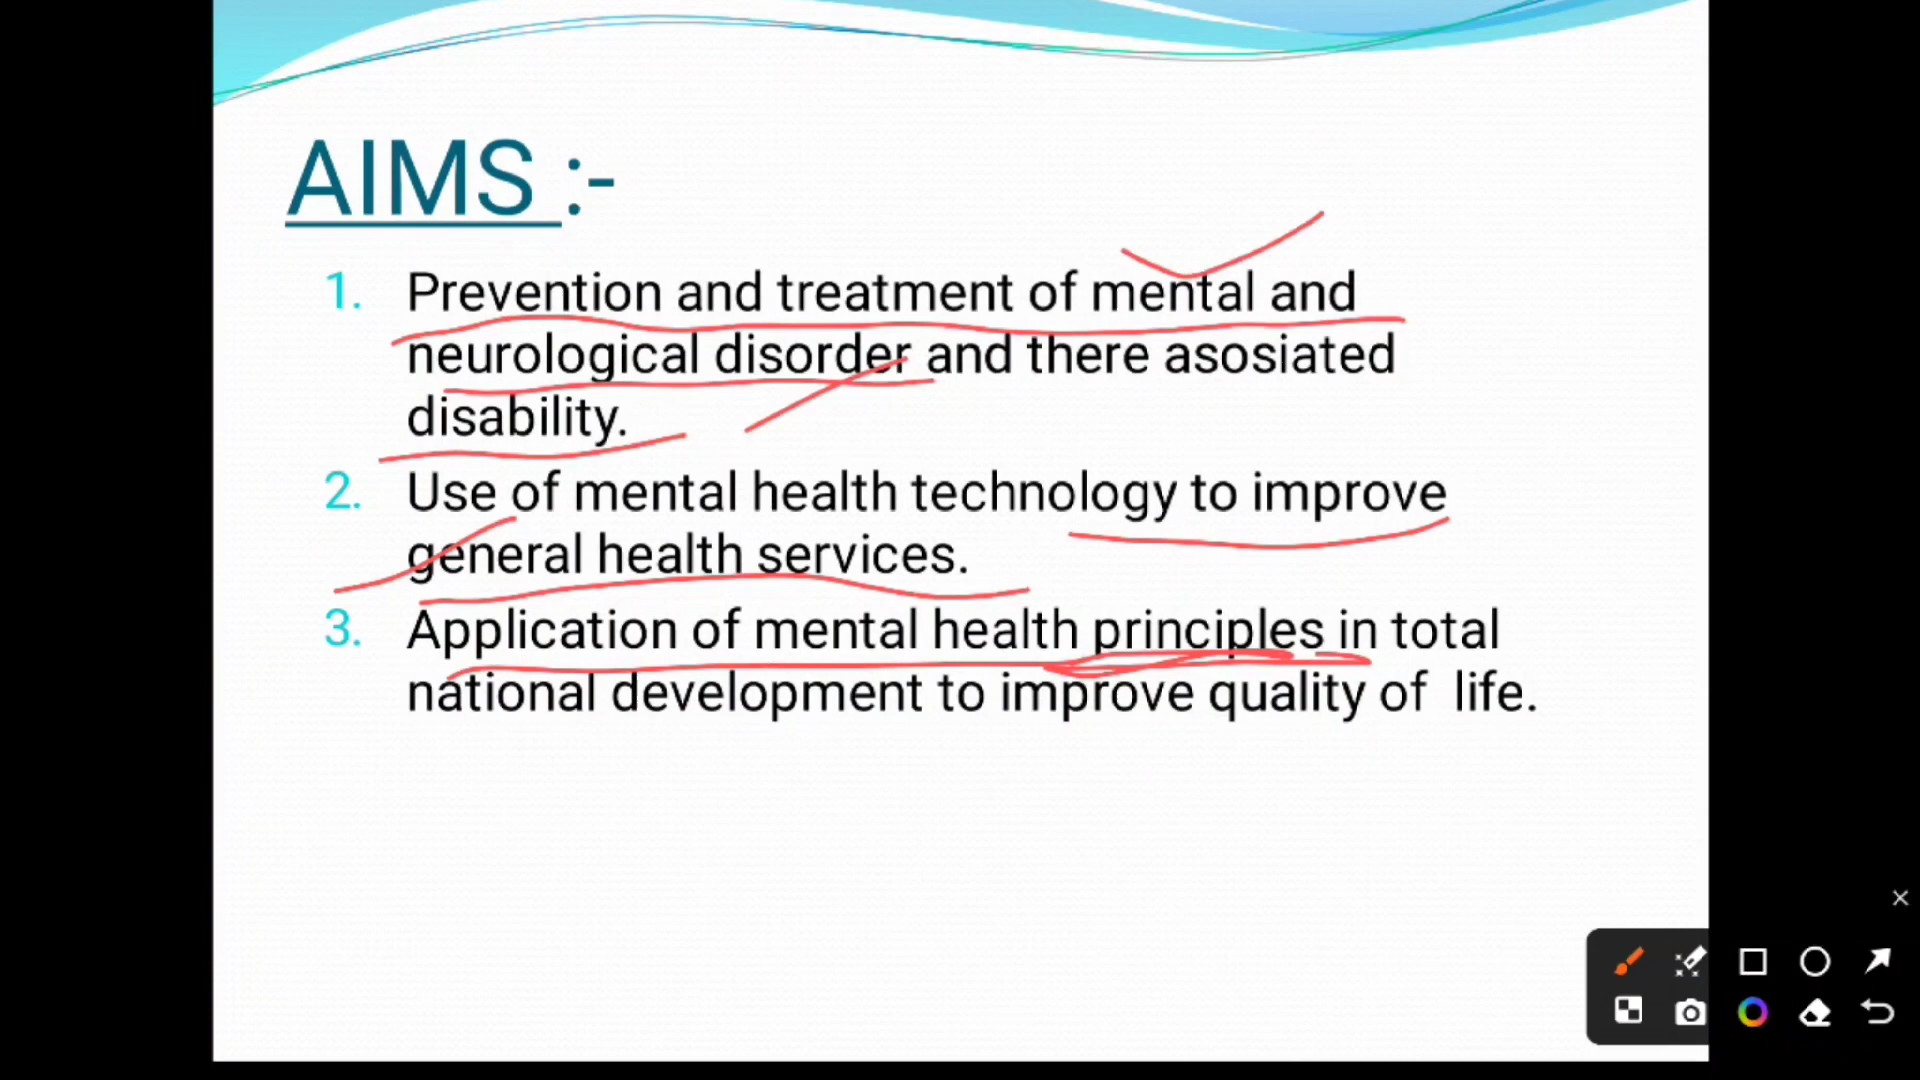 AIMS :-
1. Prevention and treatment of mental and
neurological disorder and there asosiated
disability.
2. Use of mental health technology to improve
general health services.
3. Application of mental health principles in total
national development to improve quality of life.